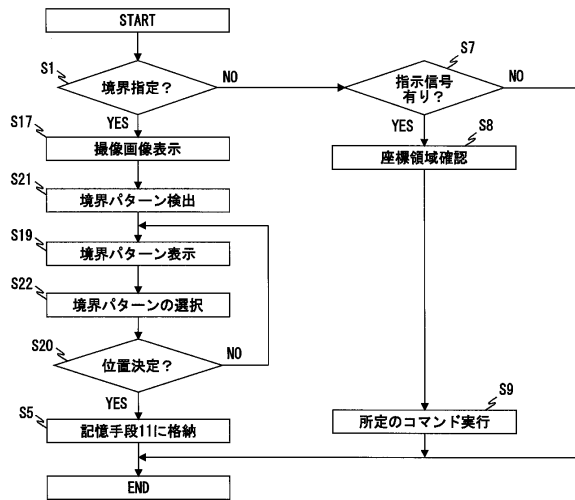 START
S1
境界指定?
NO
YES
S17
撮像画像表示
S21
境界パターン検出
S19
境界パターン表示
S22
境界パターンの選択
S20
位置決定?
NO
YES
S5
記憶手段11に格納
END
S7
指示信号
有り?
NO
YES
S8
座標領域確認
S9
所定のコマンド実行